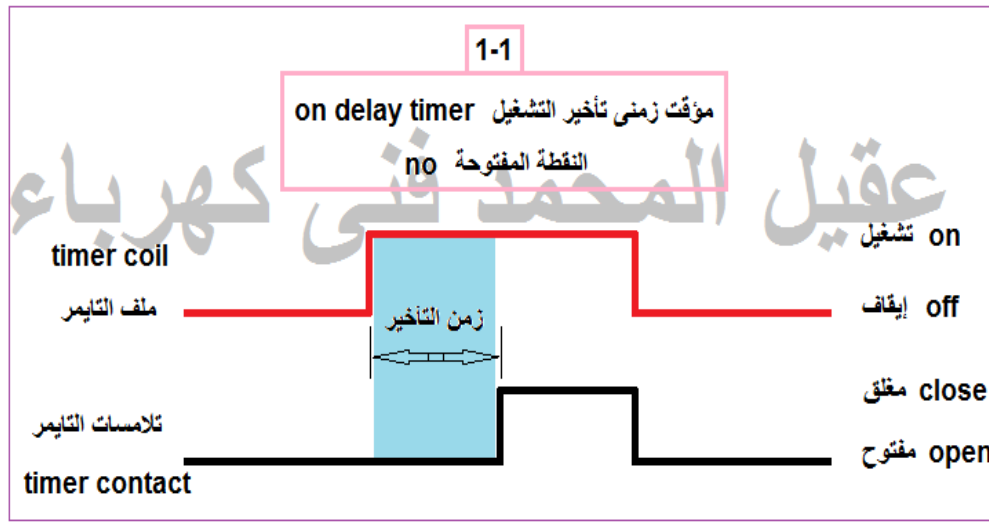 1-1
مؤقت زمنى تأخير التشغيل on delay timer
النقطة المفتوحة no
عقيل المحمد فنى كهرباء
on تشغيل
timer coil
off إيقاف
ملف التايمر
زمن التأخير
close مغلق
تلامسات التايمر
open مفتوح
timer contact